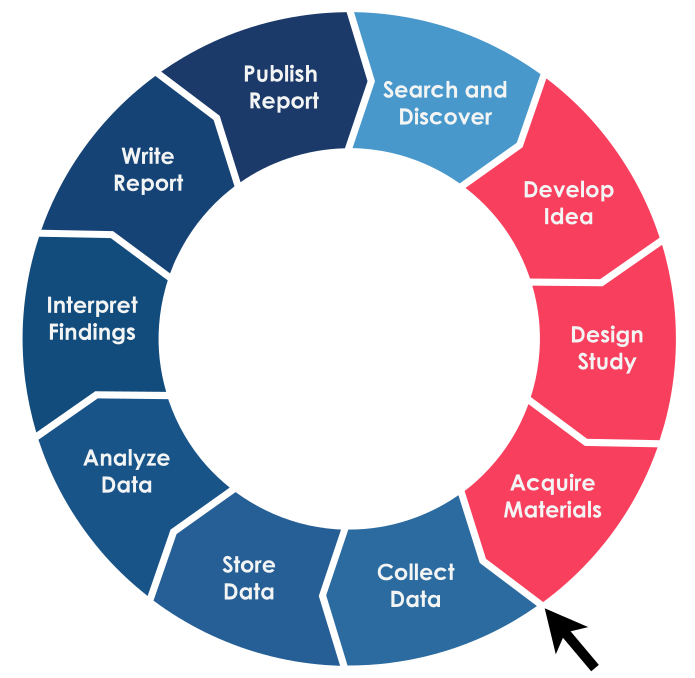 Search and
Discover
Develop
Idea
Design
Study
Acquire
Materials
Collect
Data
Store
Data
Analyze
Data
Interpret
Findings
Write
Report
Publish
Report